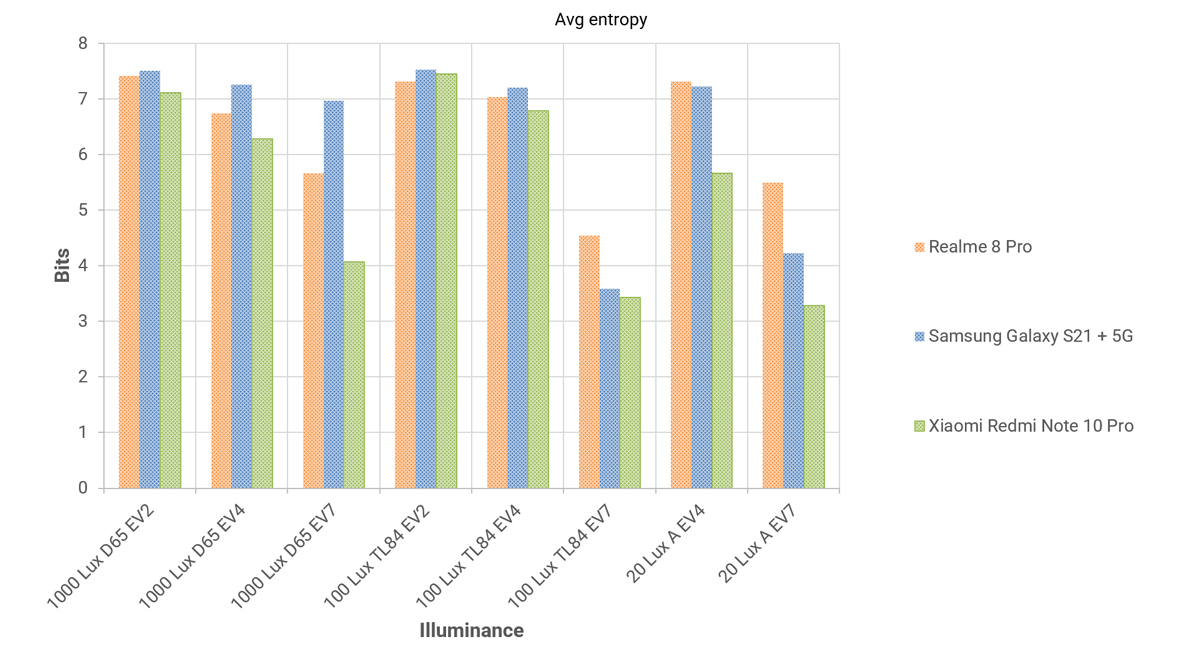 Avg entropy
8
7
6
5
4
3
2
1
0
Bits
1000 Lux D65 EV2
1000 Lux D65 EV4
1000 Lux D65 EV7
100 Lux TL84 EV2
100 Lux TL84 EV4
100 Lux TL84 EV7
20 Lux A EV4
20 Lux A EV7
Illuminance
Realme 8 Pro
Samsung Galaxy S21 + 5G
Xiaomi Redmi Note 10 Pro